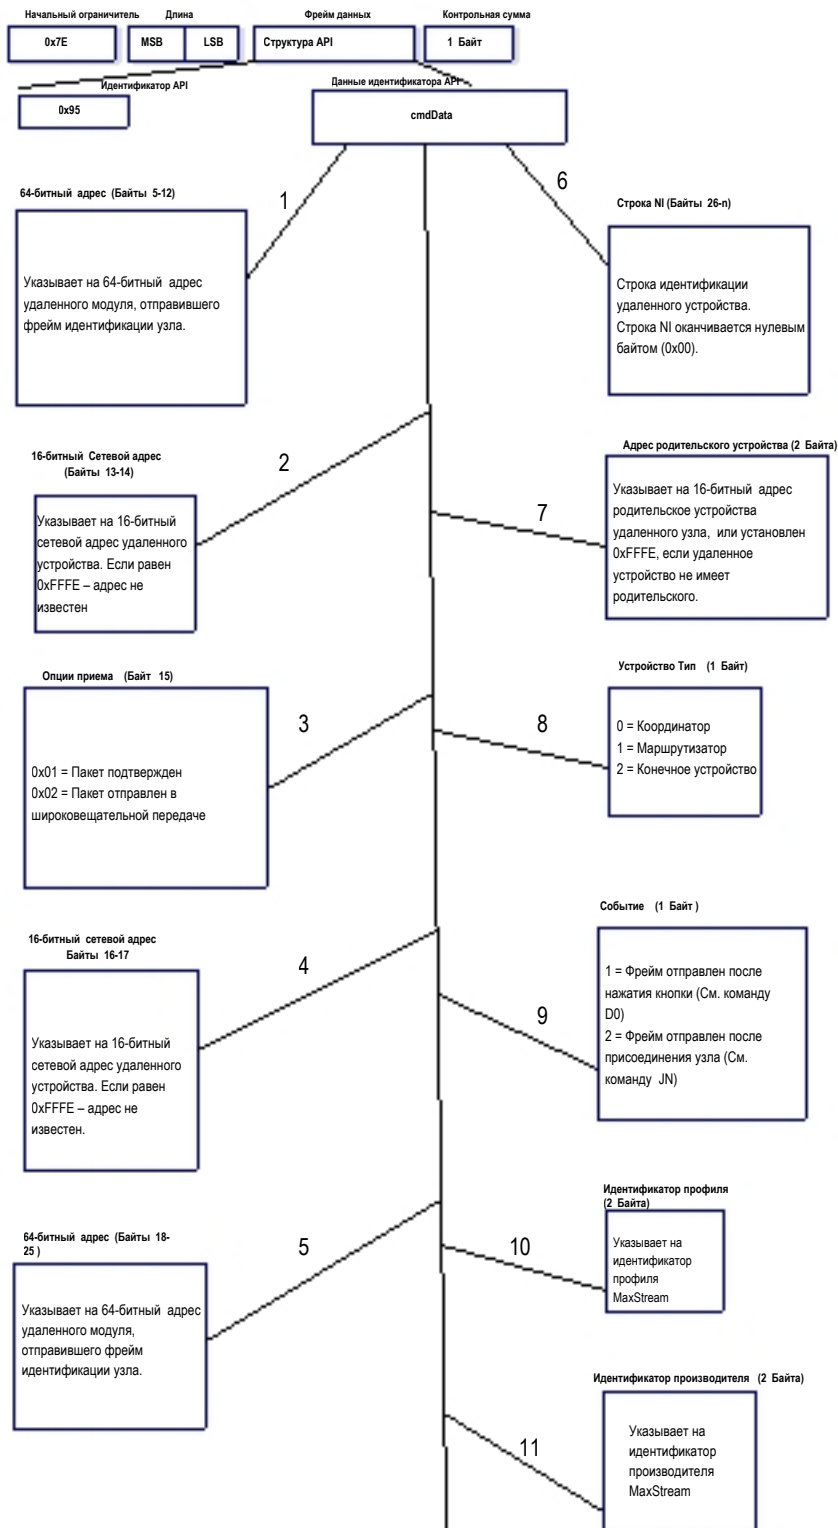 Начальный ограничитель Длина Фрейм данных Контрольная сумма
0x7E MSB LSB Структура API 1 Байт
Идентификатор API Данные идентификатора API
0x95
cmdData
1
6
64-битный адрес (Байты 5-12)
Указывает на 64-битный адрес
удаленного модуля, отправившего
фрейм идентификации узла.
Строка NI (Байты 26-n)
Строка идентификации
удаленного устройства.
Строка NI оканчивается нулевым
байтом (0x00).
2
16-битный Сетевой адрес
(Байты 13-14)
Указывает на 16-битный
сетевой адрес удаленного
устройства. Если равен
0xFFFE – адрес не
известен
7
Адрес родительского устройства (2 Байта)
Указывает на 16-битный адрес
родительское устройства
удаленного узла, или установлен
0xFFFE, если удаленное
устройство не имеет
родительского.
3
Опции приема (Байт 15)
0x01 = Пакет подтвержден
0x02 = Пакет отправлен в
широковещательной передаче
8
Устройство Тип (1 Байт)
0 = Координатор
1 = Маршрутизатор
2 = Конечное устройство
4
16-битный сетевой адрес
Байты 16-17
Указывает на 16-битный
сетевой адрес удаленного
устройства. Если равен
0xFFFE – адрес не
известен.
9
Событие (1 Байт )
1 = Фрейм отправлен после
нажатия кнопки (См. команду
D0)
2 = Фрейм отправлен после
присоединения узла (См.
команду JN)
5
64-битный адрес (Байты 18-
25 )
Указывает на 64-битный адрес
удаленного модуля,
отправившего фрейм
идентификации узла.
10
Идентификатор профиля
(2 Байта)
Указывает на
идентификатор
профиля
MaxStream
11
Идентификатор производителя (2 Байта)
Указывает на
идентификатор
производителя
MaxStream